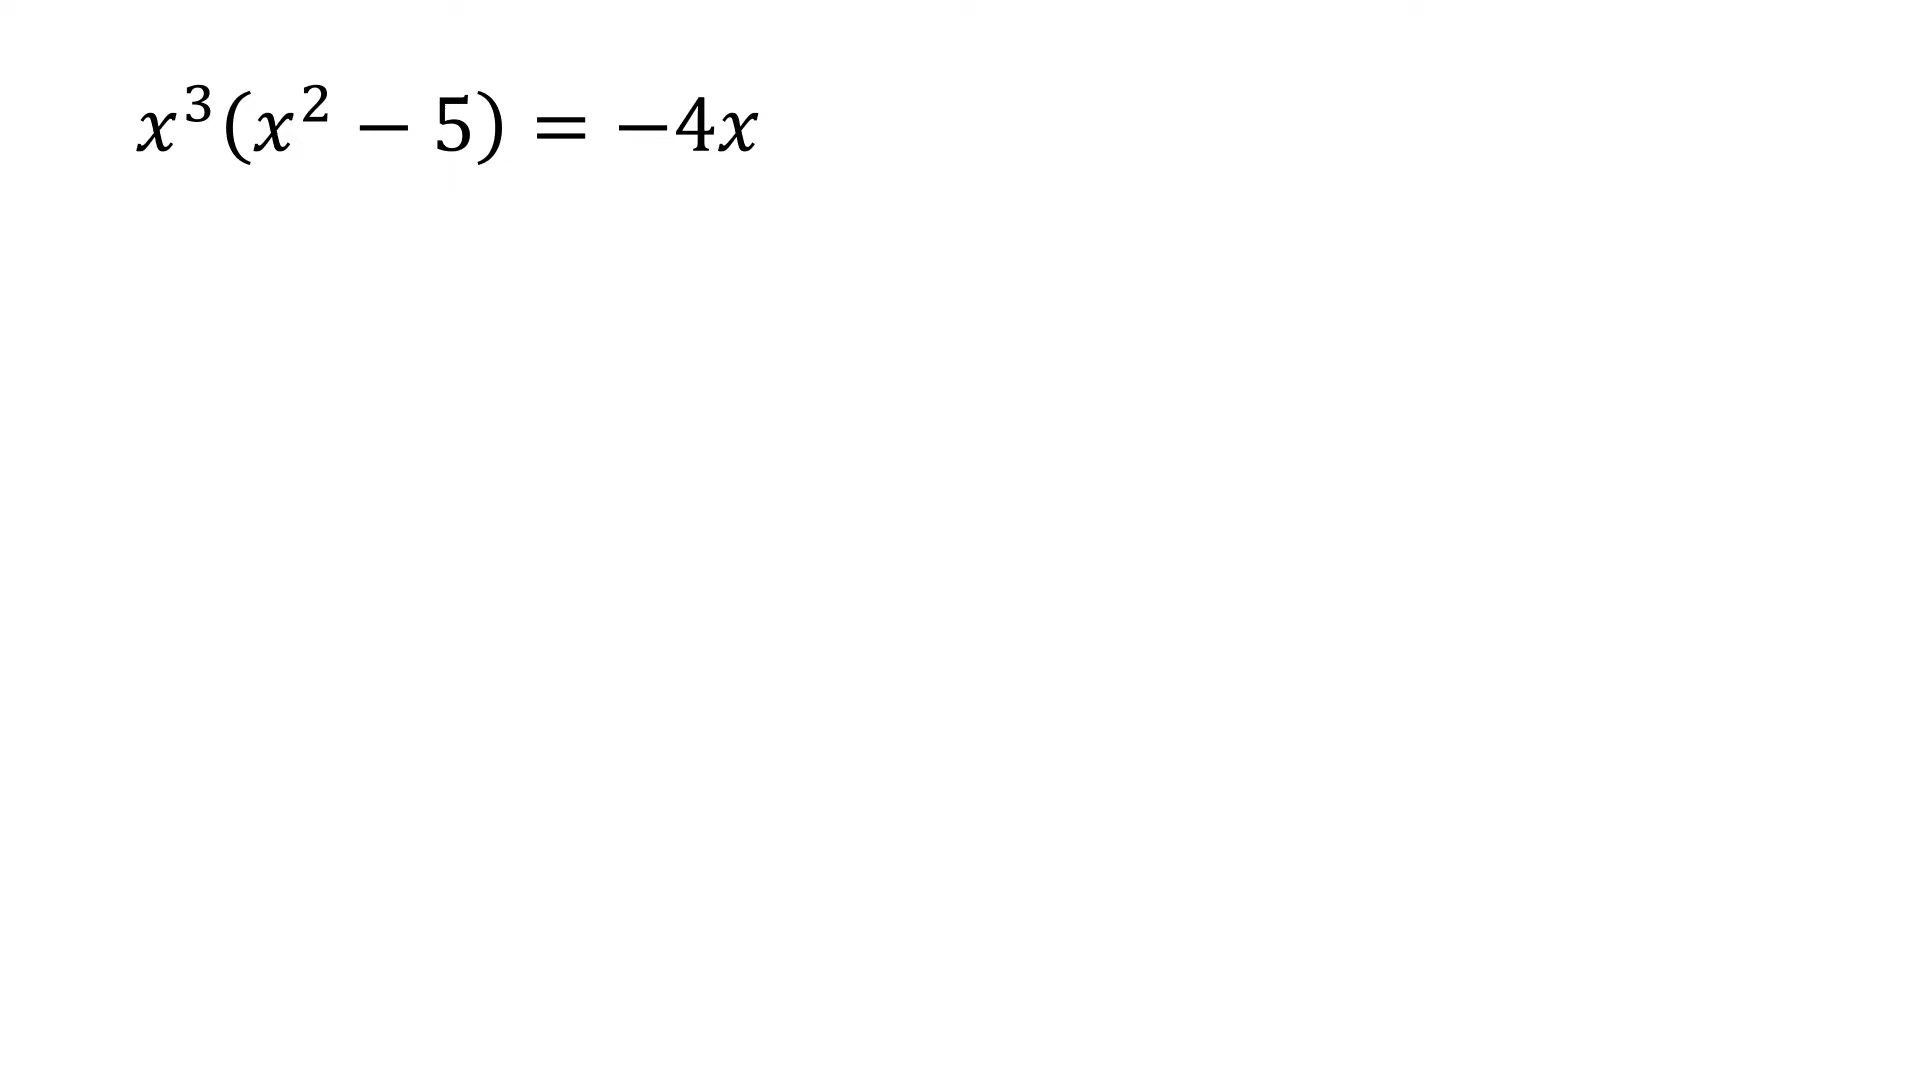 x³(x² − 5) = −4x